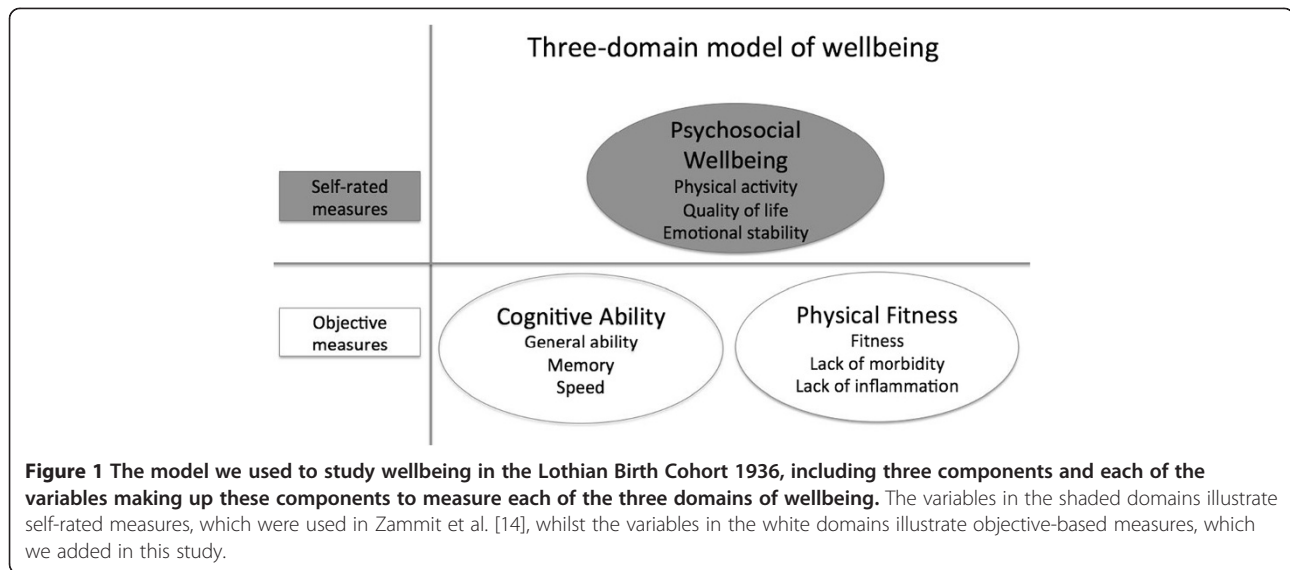 Three-domain model of wellbeing
Psychosocial
Wellbeing
Physical activity
Quality of life
Emotional stability
Self-rated
measures
Objective
measures
Cognitive Ability
General ability
Memory
Speed
Physical Fitness
Fitness
Lack of morbidity
Lack of inflammation
Figure 1 The model we used to study wellbeing in the Lothian Birth Cohort 1936, including three components and each of the
variables making up these components to measure each of the three domains of wellbeing. The variables in the shaded domains illustrate
self-rated measures, which were used in Zammit et al. [14], whilst the variables in the white domains illustrate objective-based measures, which
we added in this study.